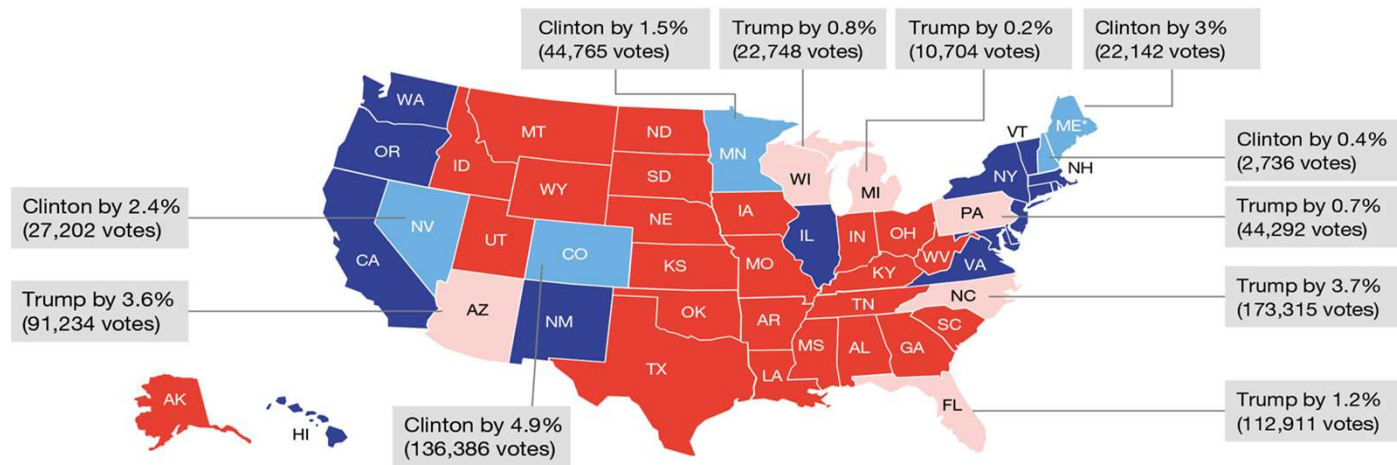 Clinton by 1.5%
(44,765 votes)
Trump by 0.8%
(22,748 votes)
Trump by 0.2%
(10,704 votes)
Clinton by 3%
(22,142 votes)
WA
MT
ND
MN
VT
ME*
OR
ID
WY
SD
WI
MI
NY
NH
Clinton by 0.4%
(2,736 votes)
Clinton by 2.4%
(27,202 votes)
NV
UT
CO
NE
IA
IL
IN
OH
PA
Trump by 0.7%
(44,292 votes)
CA
KS
MO
KY
WV
VA
Trump by 3.6%
(91,234 votes)
AZ
NM
OK
AR
TN
NC
SC
Trump by 3.7%
(173,315 votes)
TX
LA
MS
AL
GA
FL
Trump by 1.2%
(112,911 votes)
AK
HI
Clinton by 4.9%
(136,386 votes)